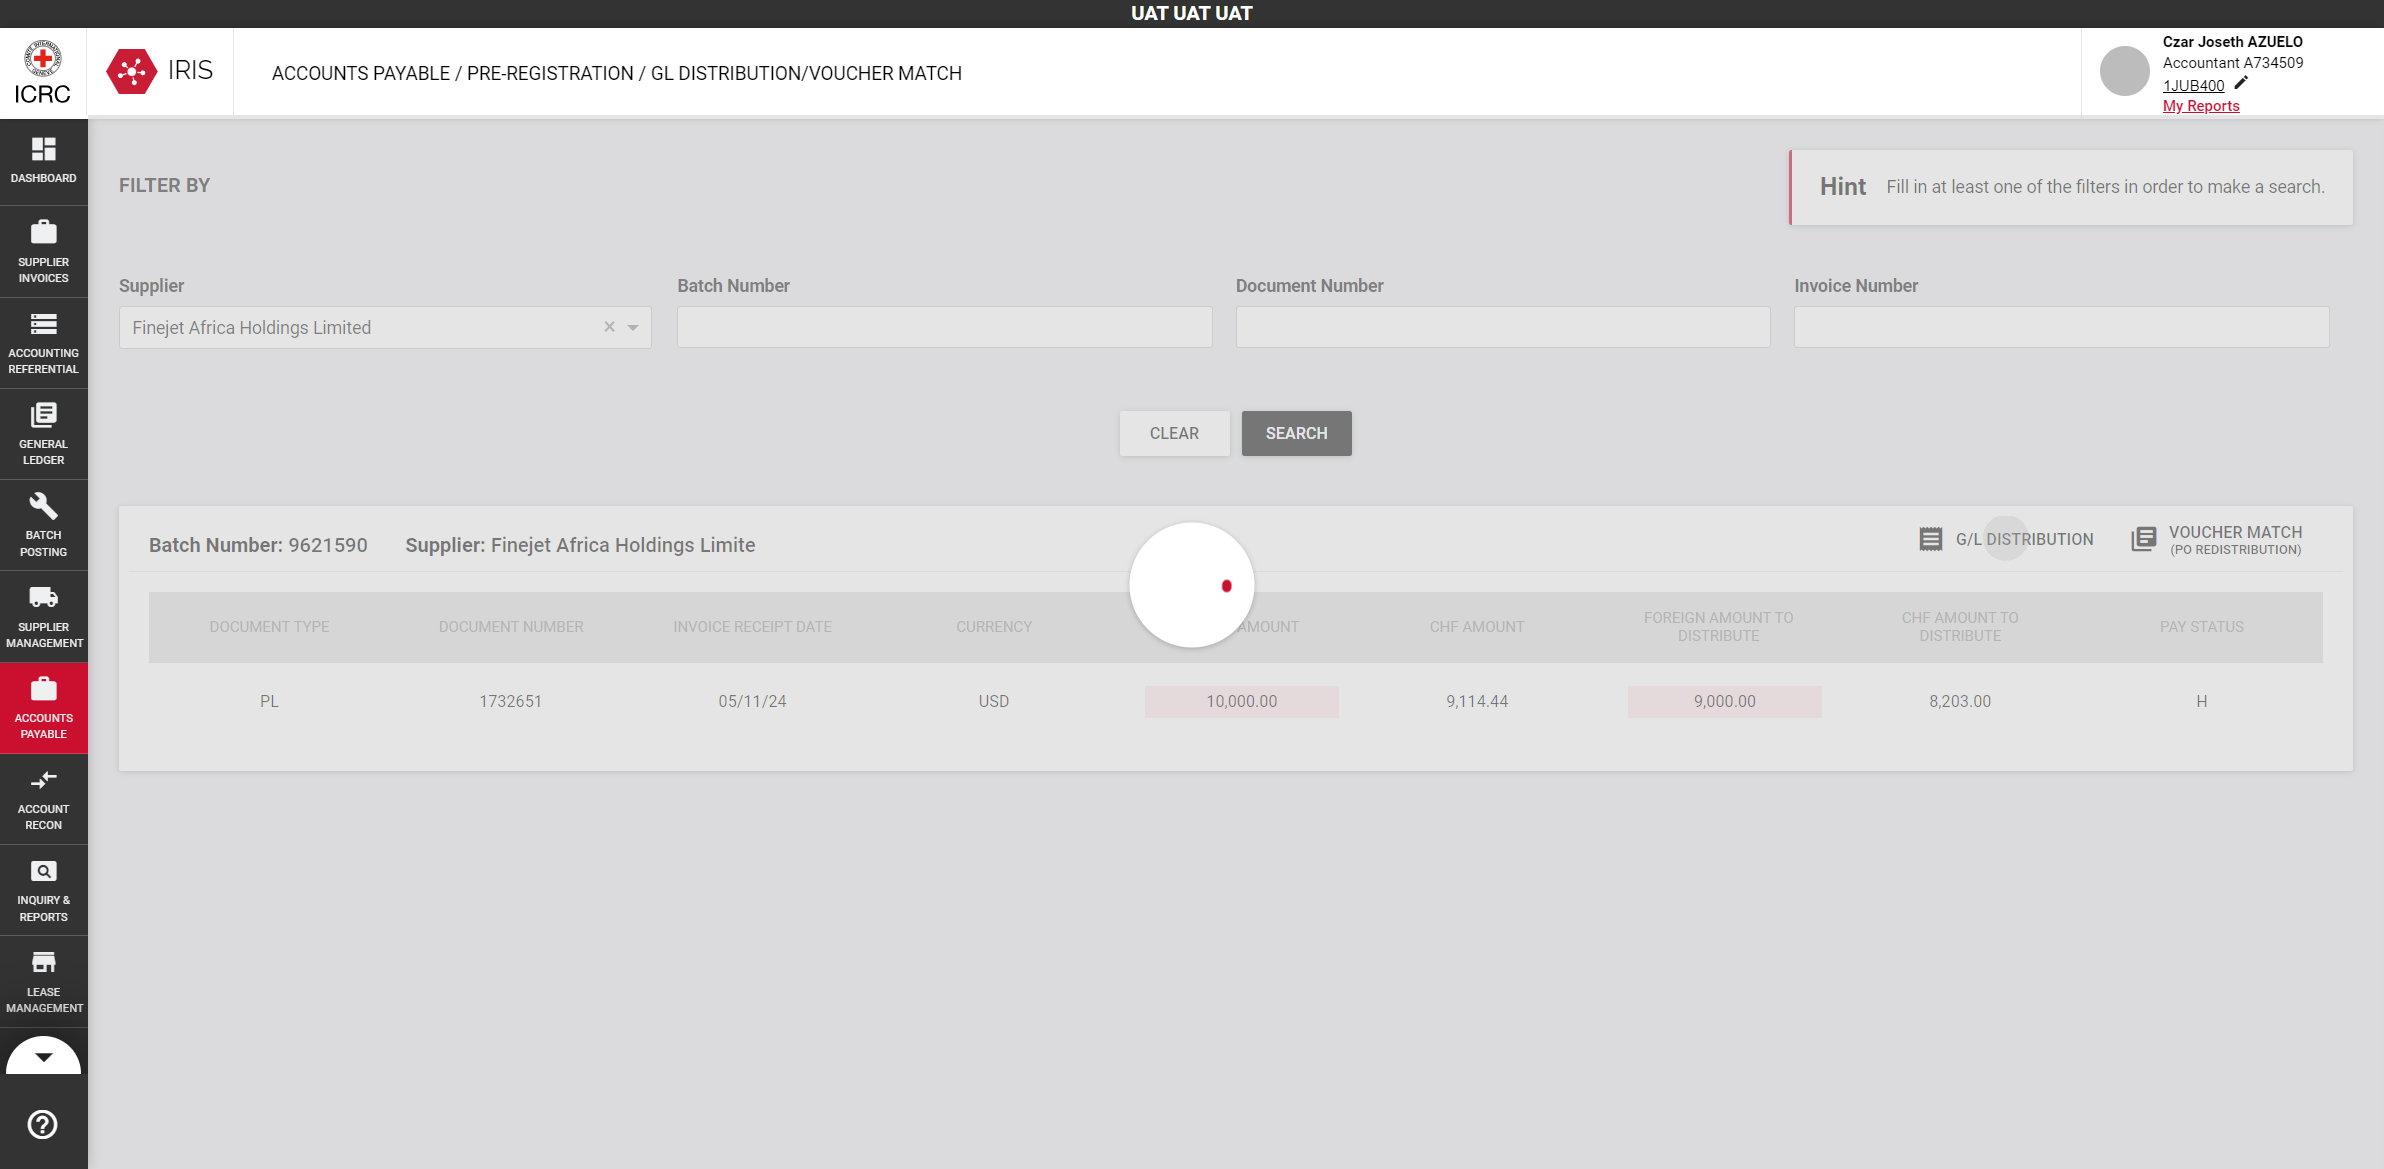 UAT UAT UAT
ICRC
IRIS
ACCOUNTS PAYABLE / PRE-REGISTRATION / GL DISTRIBUTION/VOUCHER MATCH
Czar Joseth AZUELO
Accountant A734509
1JUB400
My Reports
DASHBOARD
SUPPLIER
INVOICES
ACCOUNTING
REFERENTIAL
GENERAL
LEDGER
BATCH
POSTING
SUPPLIER
MANAGEMENT
ACCOUNTS
PAYABLE
ACCOUNT
RECON
INQUIRY &
REPORTS
LEASE
MANAGEMENT
FILTER BY
Hint Fill in at least one of the filters in order to make a search.
Supplier Batch Number Document Number Invoice Number
Finejet Africa Holdings Limited
CLEAR SEARCH
Batch Number: 9621590 Supplier: Finejet Africa Holdings Limite
G/L DISTRIBUTION
VOUCHER MATCH
(PO REDISTRIBUTION)
DOCUMENT TYPE DOCUMENT NUMBER INVOICE RECEIPT DATE CURRENCY AMOUNT CHF AMOUNT FOREIGN AMOUNT TO CHF AMOUNT TO PAY STATUS
DISTRIBUTE DISTRIBUTE
PL 1732651 05/11/24 USD 10,000.00 9,114.44 9,000.00 8,203.00 H